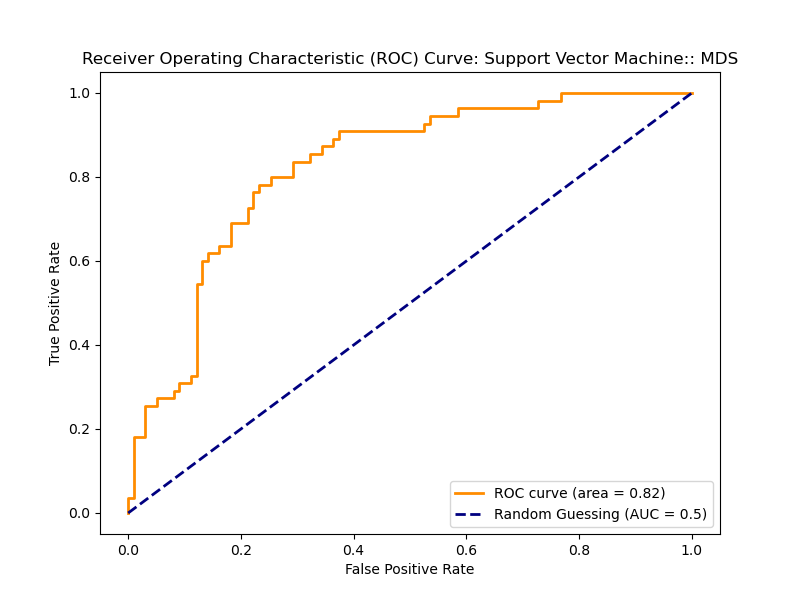 Receiver Operating Characteristic (ROC) Curve: Support Vector Machine:: MDS
1.0
0.8
0.6
0.4
0.2
0.0
True Positive Rate
ROC curve (area = 0.82)
Random Guessing (AUC = 0.5)
0.0 0.2 0.4 0.6 0.8 1.0
False Positive Rate